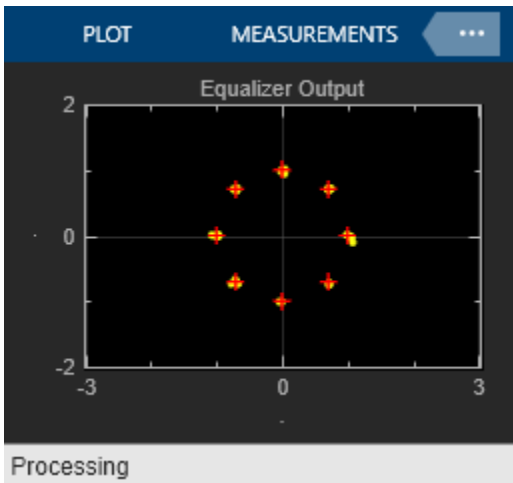 PLOT MEASUREMENTS ...
Equalizer Output
2
0
-2
-3 0 3
Processing